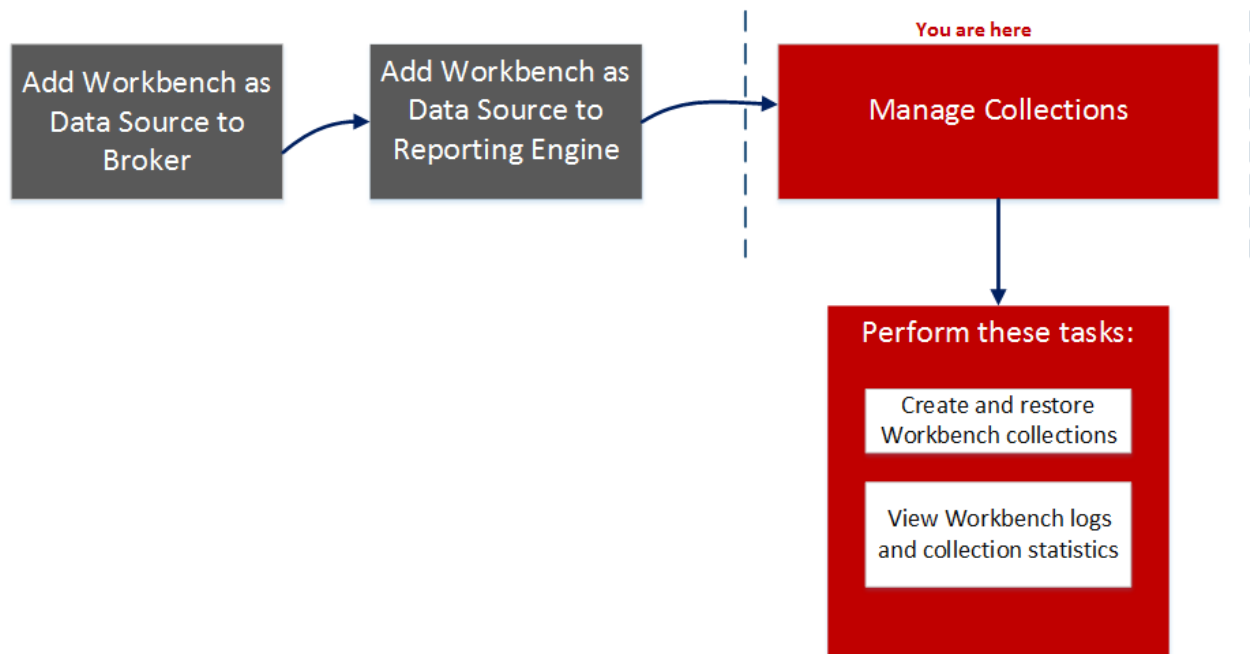 Add Workbench as
Data Source to
Broker
Add Workbench as
Data Source to
Reporting Engine
You are here
Manage Collections
Perform these tasks:
Create and restore
Workbench collections
View Workbench logs
and collection statistics